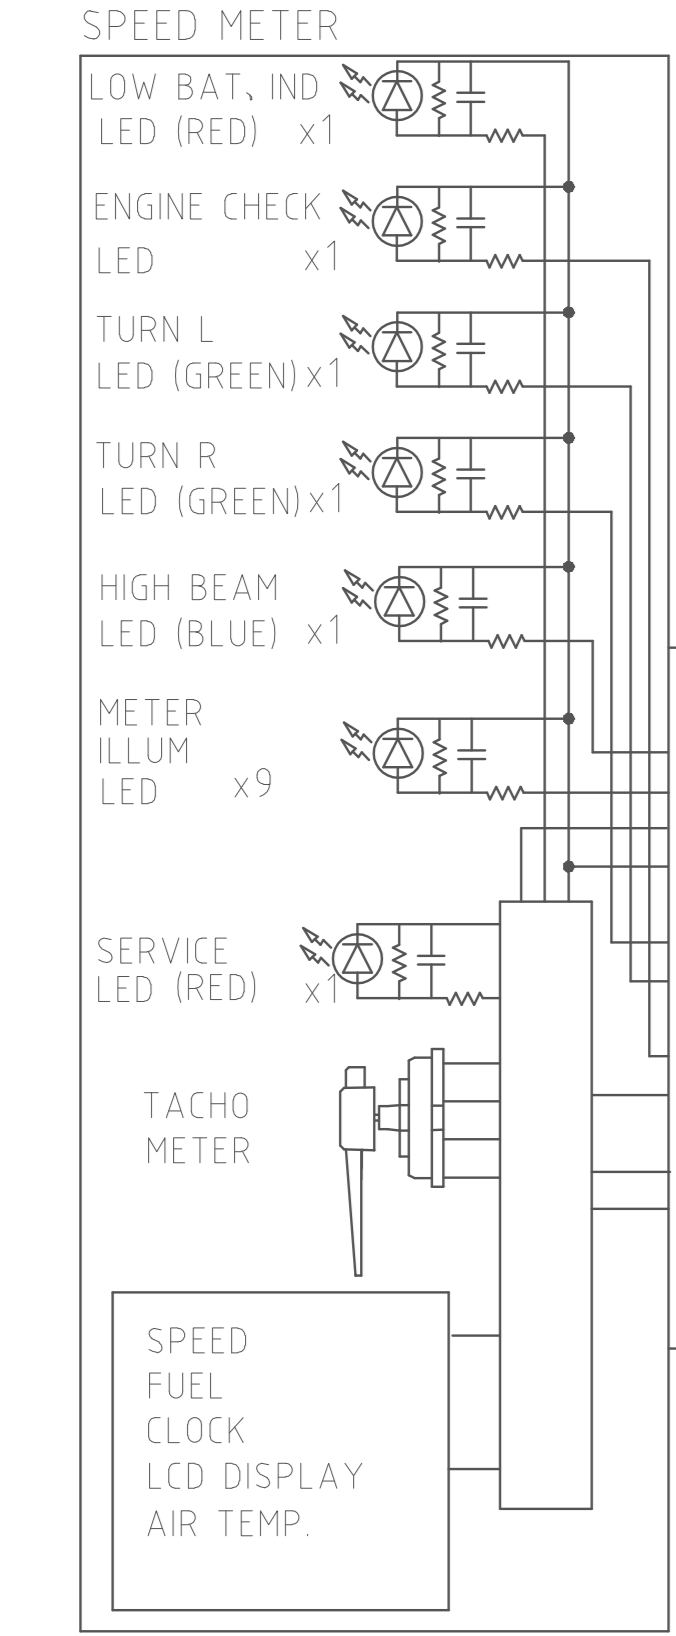 SPEED METER
LOW BAT, IND
LED (RED) x1
ENGINE CHECK
LED x1
TURN L
LED (GREEN) x1
TURN R
LED (GREEN) x1
HIGH BEAM
LED (BLUE) x1
METER
ILLUM
LED x9
SERVICE
LED (RED) x1
TACHO
METER
SPEED
FUEL
CLOCK
LCD DISPLAY
AIR TEMP.